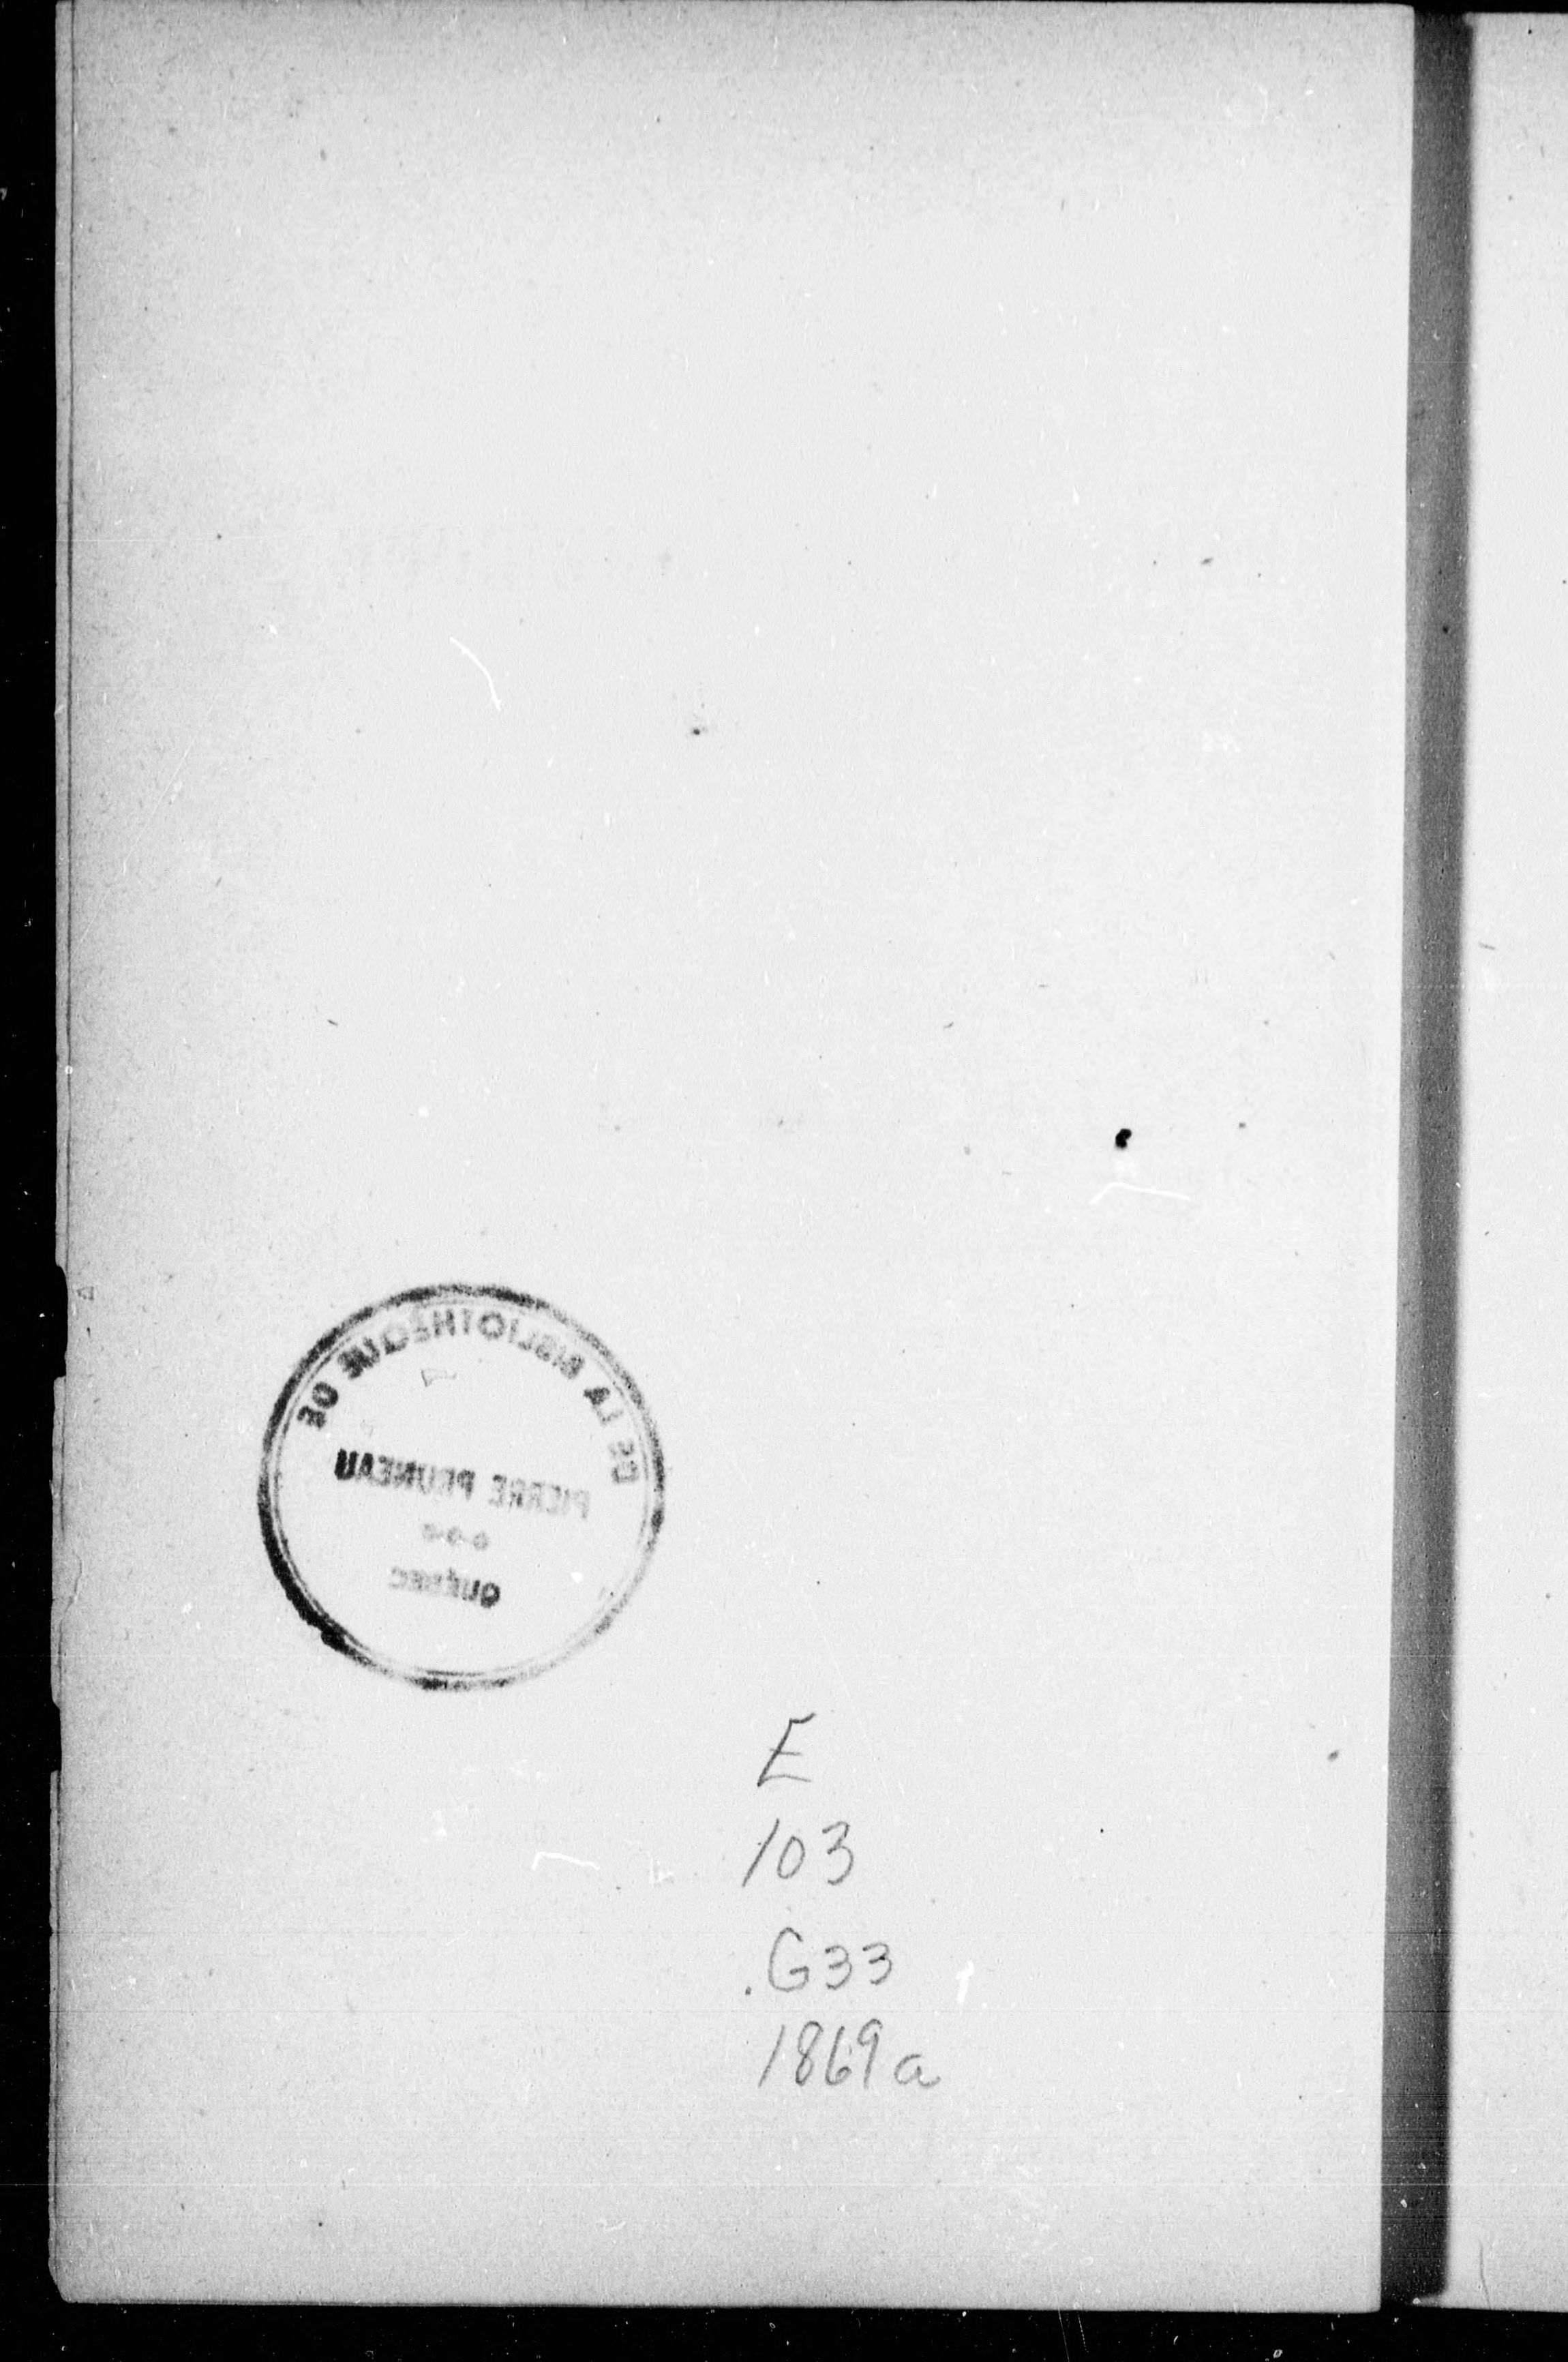 DE LA BIBLIOTHÈQUE DE
PIERRE PRUNEAU
QUÉBEC
E
103
.G33
1869a